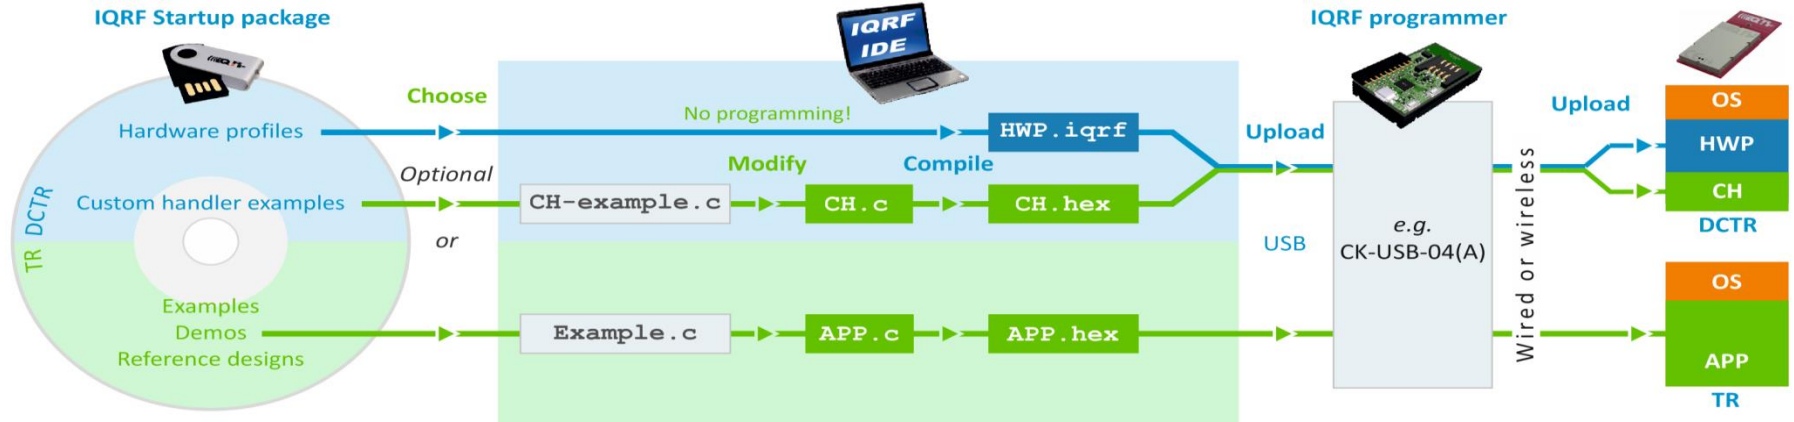 IQRF Startup package
IQRF
IDE
IQRF programmer
Choose
Hardware profiles
No programming!
HWP.iqrf
Upload
Upload
OS
HWP
CH
DCTR
Optional
Modify
Compile
Custom handler examples
CH-example.c
CH.c
CH.hex
DCTR
TR
or
USB
e.g.
CK-USB-04(A)
Wired or wireless
Examples
Demos
Reference designs
Example.c
APP.c
APP.hex
OS
APP
TR